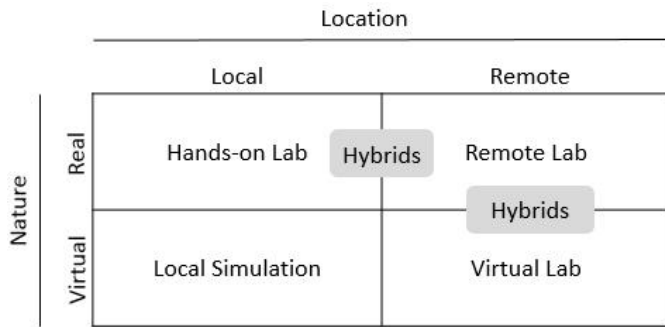 Location
Local Remote
Nature
Real
Hands-on Lab Hybrids Remote Lab
Hybrids
Virtual
Local Simulation Virtual Lab